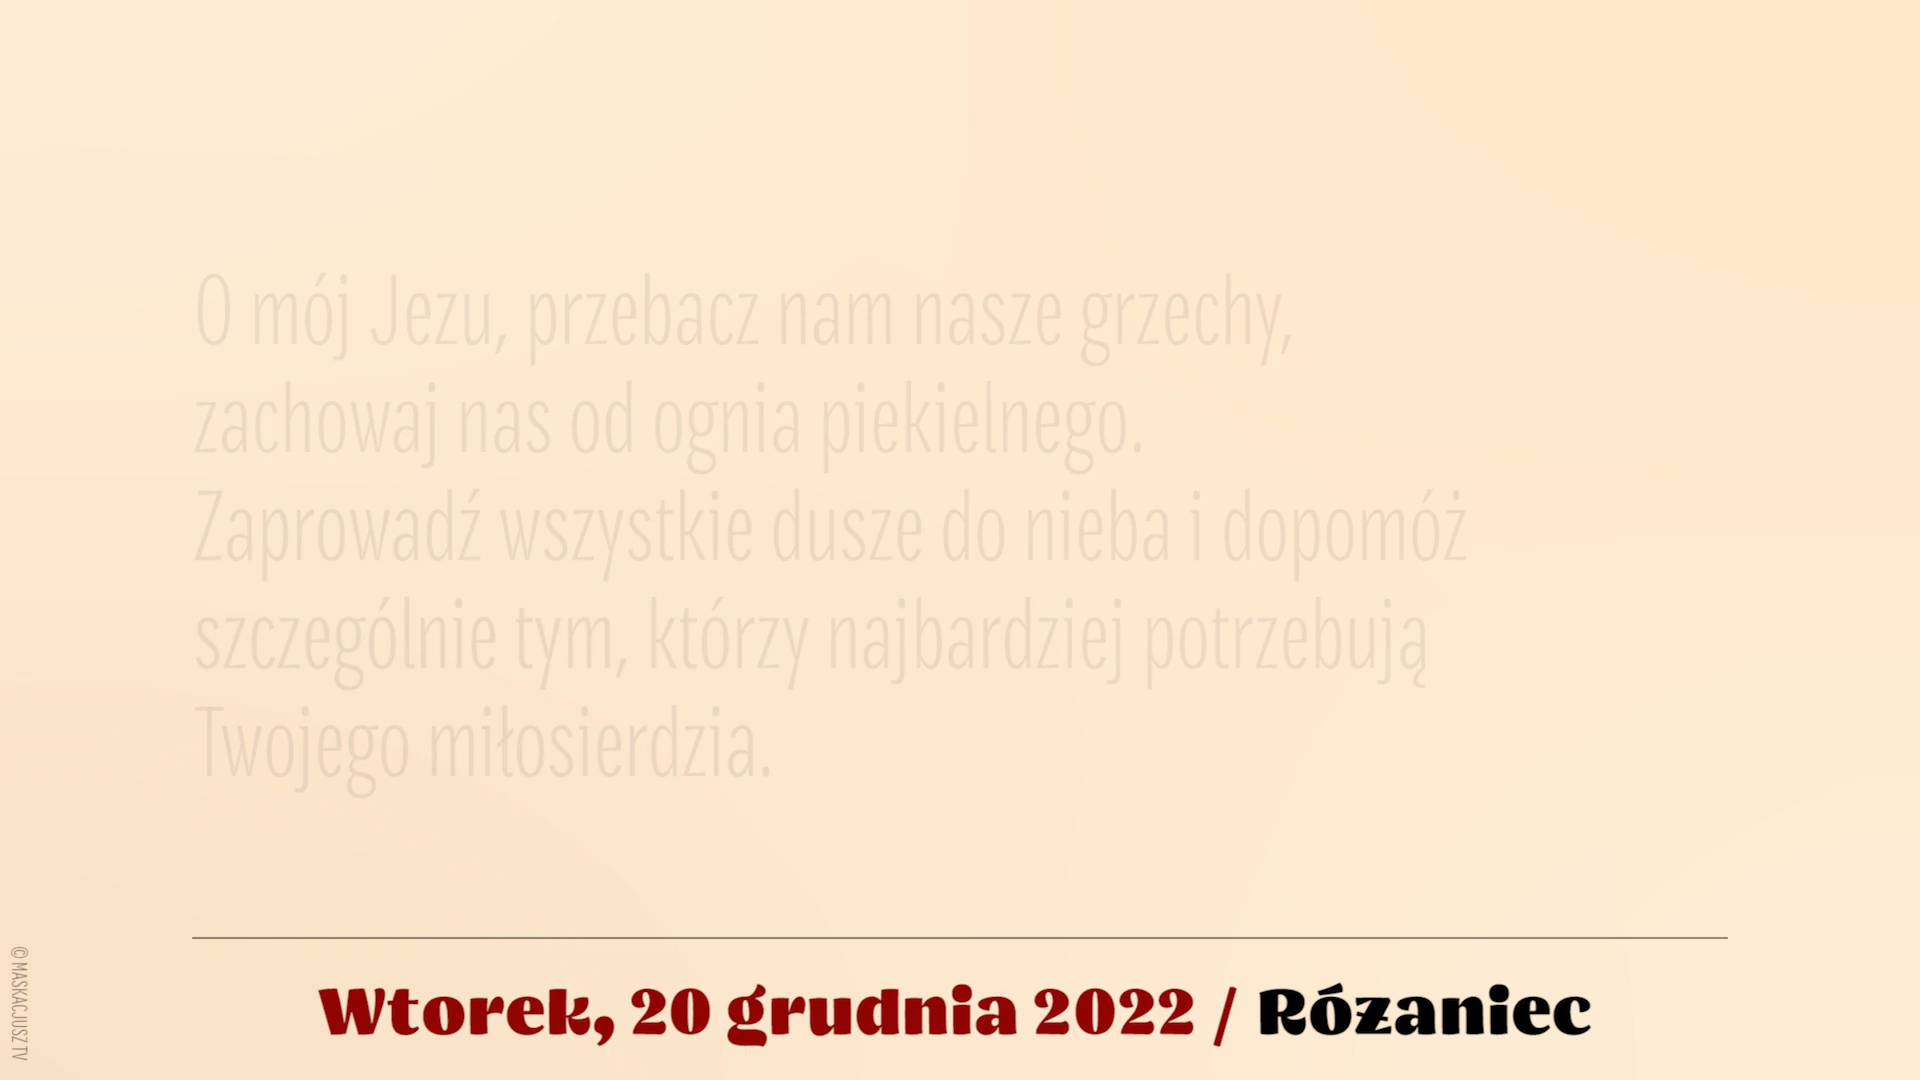 O mój Jezu, przebacz nam nasze grzechy,
zachowaj nas od ognia piekielnego.
Zaprowadź wszystkie dusze do nieba i dopomóż
szczególnie tym, którzy najbardziej potrzebują
Twojego miłosierdzia.
Wtorek, 20 grudnia 2022 / Różaniec
© MASKACJUSZ TV